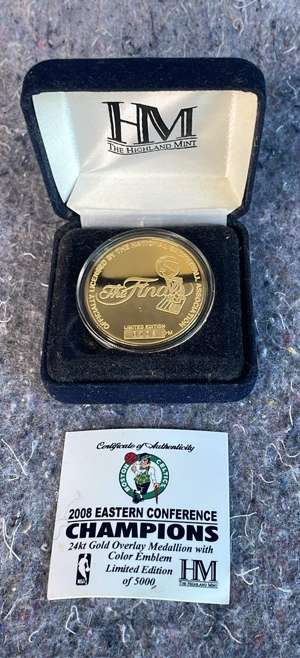 HM
THE HIGHLAND MINT
OFFICIALLY LICENSED BY THE NATIONAL BASKETBALL ASSOCIATION
The Finals
LIMITED EDITION
Certificate of Authenticity
BOSTON CELTICS
2008 EASTERN CONFERENCE
CHAMPIONS
24kt Gold Overlay Medallion with
Color Emblem
Limited Edition
of 5000
NBA
HM
THE HIGHLAND MINT